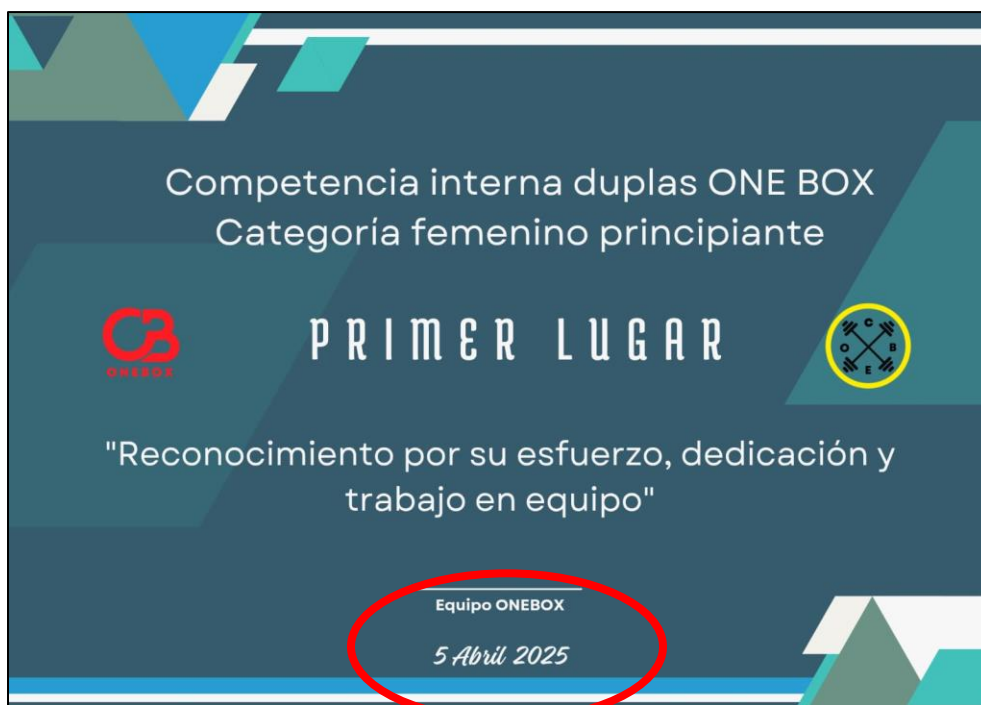 Competencia interna duplas ONE BOX
Categoría femenino principiante
PRIMER LUGAR
ONEBOX
C
O B
E
"Reconocimiento por su esfuerzo, dedicación y
trabajo en equipo"
Equipo ONEBOX
5 Abril 2025